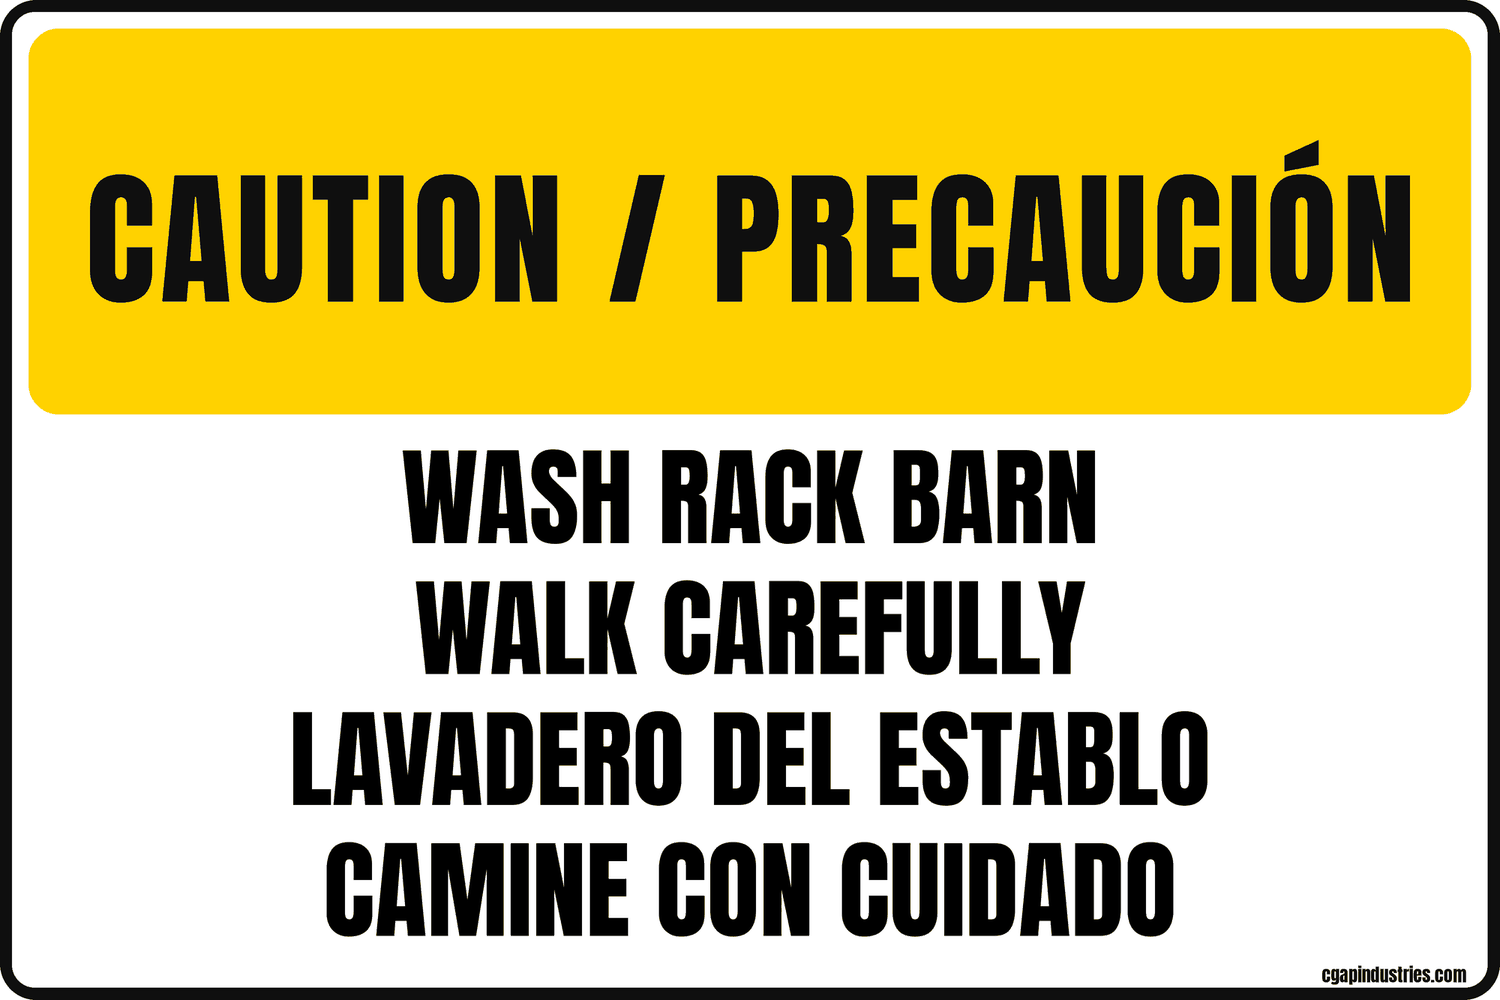 CAUTION / PRECAUCIÓN
WASH RACK BARN
WALK CAREFULLY
LAVADERO DEL ESTABLO
CAMINE CON CUIDADO
cgapindustries.com